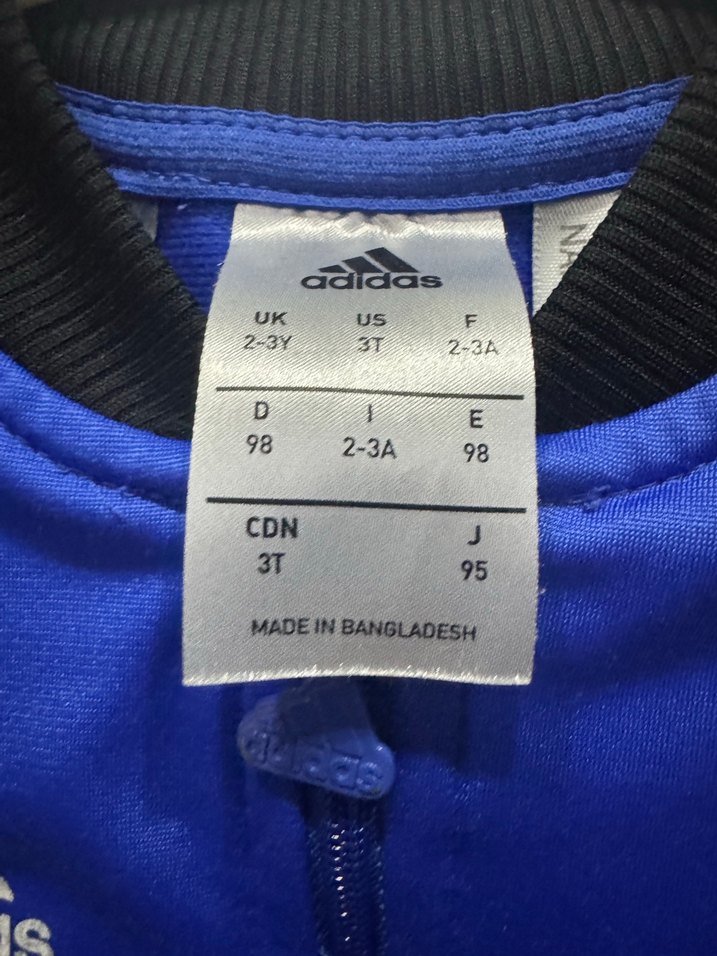 adidas
UK US F
2-3Y 3T 2-3A
D I E
98 2-3A 98
CDN J
3T 95
MADE IN BANGLADESH
adidas